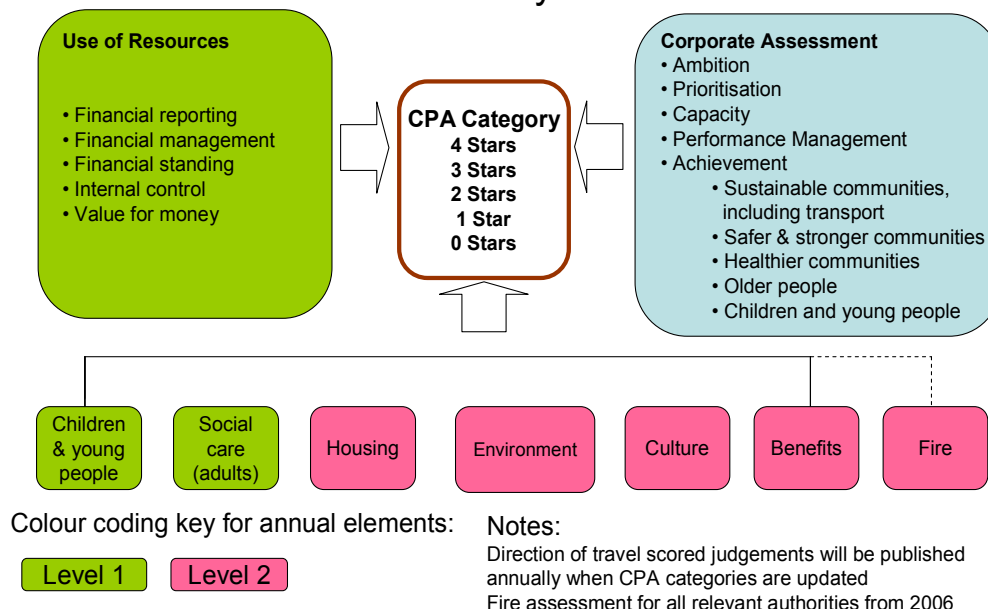 Use of Resources
• Financial reporting
• Financial management
• Financial standing
• Internal control
• Value for money
CPA Category
4 Stars
3 Stars
2 Stars
1 Star
0 Stars
Corporate Assessment
• Ambition
• Prioritisation
• Capacity
• Performance Management
• Achievement
• Sustainable communities,
including transport
• Safer & stronger communities
• Healthier communities
• Older people
• Children and young people
Children
& young
people
Social
care
(adults)
Housing
Environment
Culture
Benefits
Fire
Colour coding key for annual elements:
Level 1
Level 2
Notes:
Direction of travel scored judgements will be published
annually when CPA categories are updated
Fire assessment for all relevant authorities from 2006